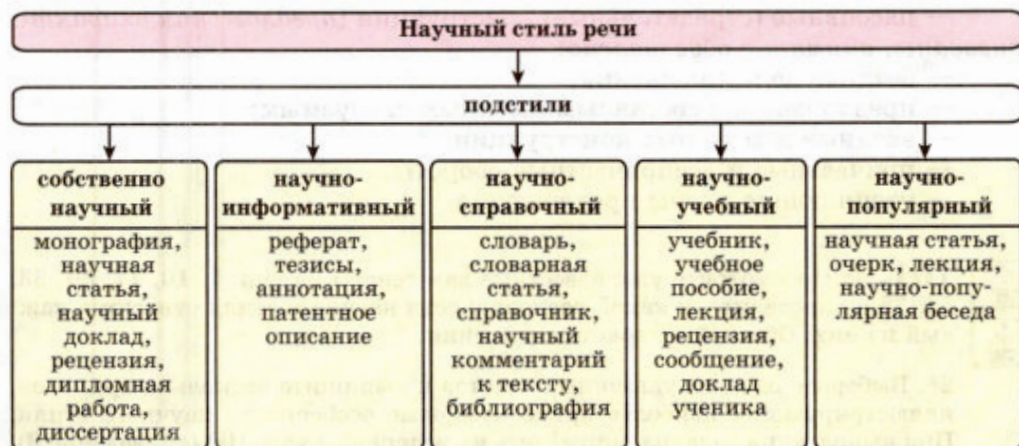 Научный стиль речи
подстили
собственно
научный
монография,
научная
статья,
научный
доклад,
рецензия,
дипломная
работа,
диссертация
научно-
информативный
реферат,
тезисы,
аннотация,
патентное
описание
научно-
справочный
словарь,
словарная
статья,
справочник,
научный
комментарий
к тексту,
библиография
научно-
учебный
учебник,
учебное
пособие,
лекция,
рецензия,
сообщение,
доклад
ученика
научно-
популярный
научная статья,
очерк, лекция,
научно-попу-
лярная беседа